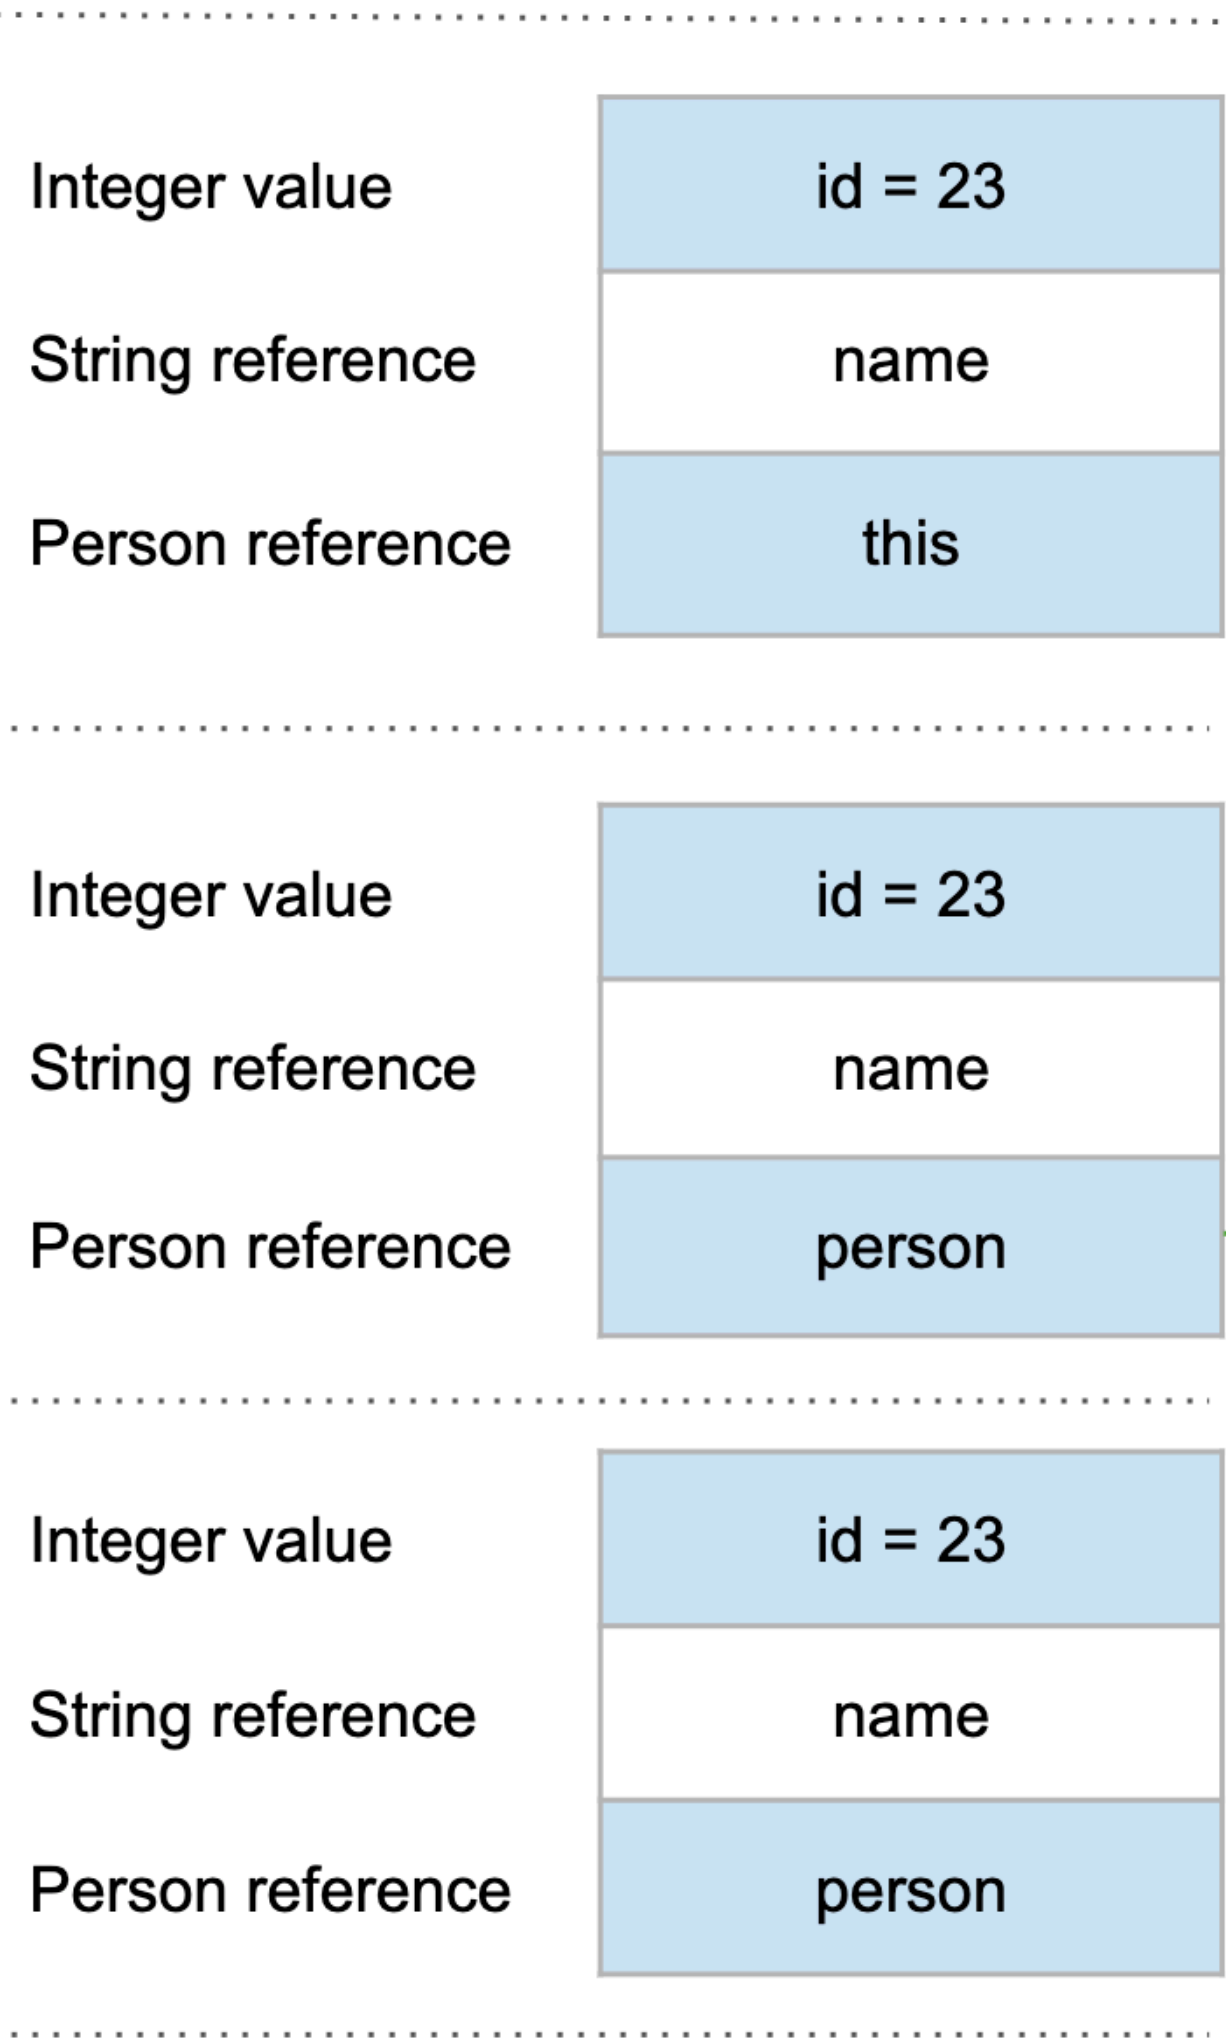 Integer value id = 23
String reference name
Person reference this
Integer value id = 23
String reference name
Person reference person
Integer value id = 23
String reference name
Person reference person